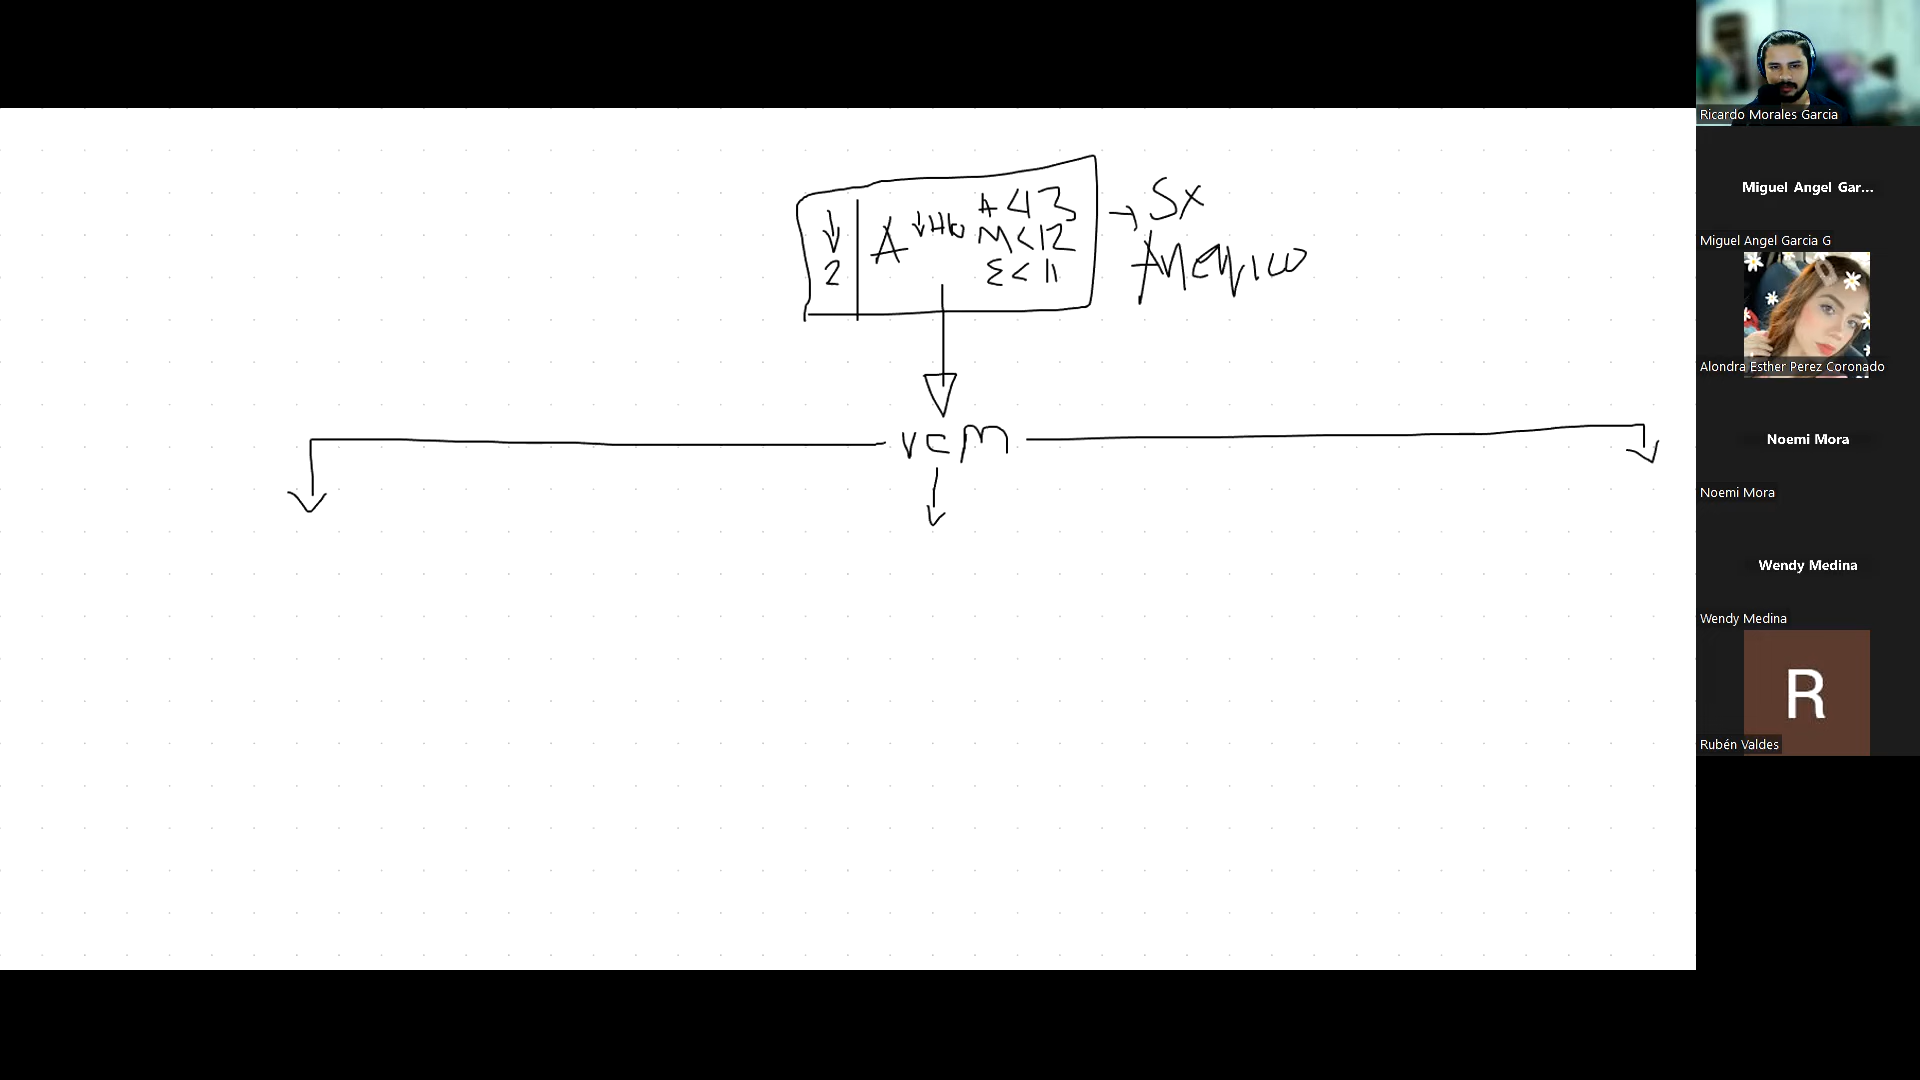 ↓
2
A ↓Hb
A <13
M <12
E < 11
→ Sx
Anémico
VCM
Ricardo Morales Garcia
Miguel Angel Gar...
Miguel Angel Garcia G
Alondra Esther Perez Coronado
Noemi Mora
Noemi Mora
Wendy Medina
Wendy Medina
R
Rubén Valdes